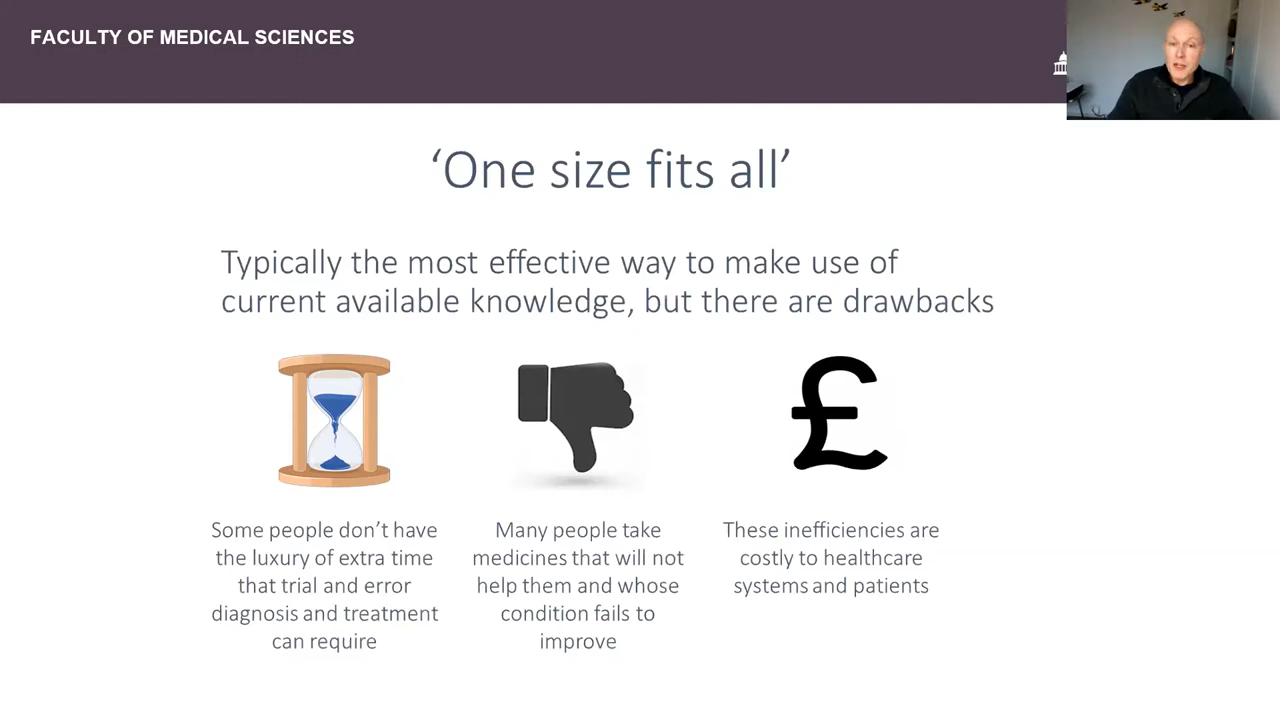 FACULTY OF MEDICAL SCIENCES
‘One size fits all’
Typically the most effective way to make use of
current available knowledge, but there are drawbacks
£
Some people don’t have
the luxury of extra time
that trial and error
diagnosis and treatment
can require
Many people take
medicines that will not
help them and whose
condition fails to
improve
These inefficiencies are
costly to healthcare
systems and patients